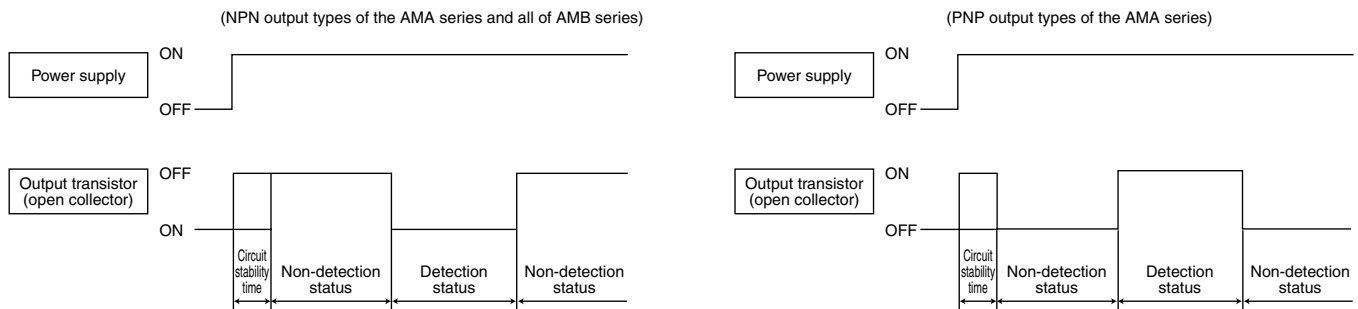 (NPN output types of the AMA series and all of AMB series)
Power supply
ON
OFF
Output transistor
(open collector)
OFF
ON
Circuit
stability
time
Non-detection
status
Detection
status
Non-detection
status
(PNP output types of the AMA series)
Power supply
ON
OFF
Output transistor
(open collector)
ON
OFF
Circuit
stability
time
Non-detection
status
Detection
status
Non-detection
status